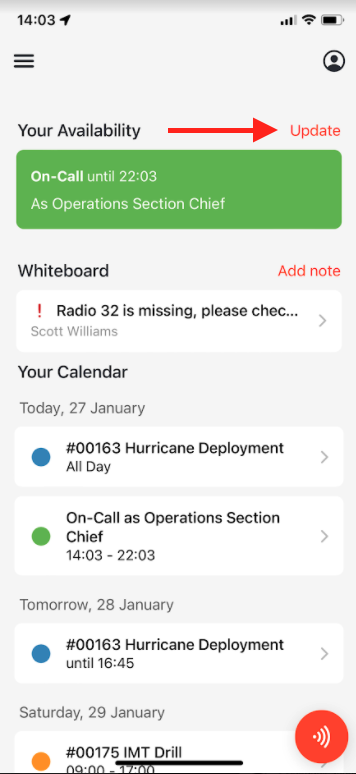 14:03
Your Availability Update
On-Call until 22:03
As Operations Section Chief
Whiteboard Add note
! Radio 32 is missing, please chec...
Scott Williams
Your Calendar
Today, 27 January
#00163 Hurricane Deployment
All Day
On-Call as Operations Section
Chief
14:03 - 22:03
Tomorrow, 28 January
#00163 Hurricane Deployment
until 16:45
Saturday, 29 January
#00175 IMT Drill
09:00 - 17:00